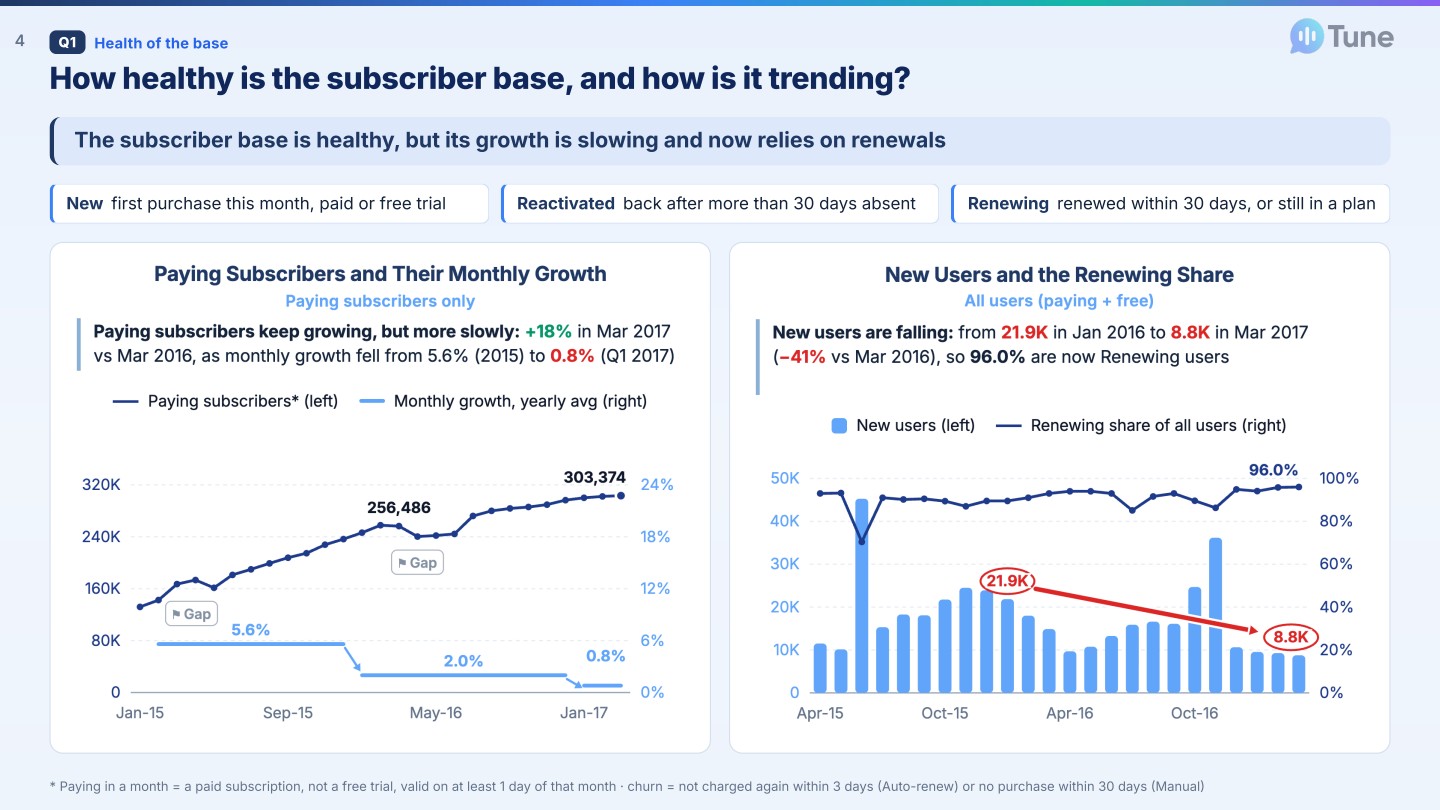 4
Q1 Health of the base
Tune
How healthy is the subscriber base, and how is it trending?
The subscriber base is healthy, but its growth is slowing and now relies on renewals
New first purchase this month, paid or free trial
Reactivated back after more than 30 days absent
Renewing renewed within 30 days, or still in a plan
Paying Subscribers and Their Monthly Growth
Paying subscribers only
Paying subscribers keep growing, but more slowly: +18% in Mar 2017
vs Mar 2016, as monthly growth fell from 5.6% (2015) to 0.8% (Q1 2017)
Paying subscribers* (left) Monthly growth, yearly avg (right)
303,374
320K 24%
256,486
240K 18%
Gap
160K 12%
Gap
5.6%
80K 6%
2.0% 0.8%
0 0%
Jan-15 Sep-15 May-16 Jan-17
New Users and the Renewing Share
All users (paying + free)
New users are falling: from 21.9K in Jan 2016 to 8.8K in Mar 2017
(−41% vs Mar 2016), so 96.0% are now Renewing users
New users (left) Renewing share of all users (right)
96.0%
50K 100%
40K 80%
30K 60%
21.9K
20K 40%
8.8K
10K 20%
0 0%
Apr-15 Oct-15 Apr-16 Oct-16
* Paying in a month = a paid subscription, not a free trial, valid on at least 1 day of that month · churn = not charged again within 3 days (Auto-renew) or no purchase within 30 days (Manual)